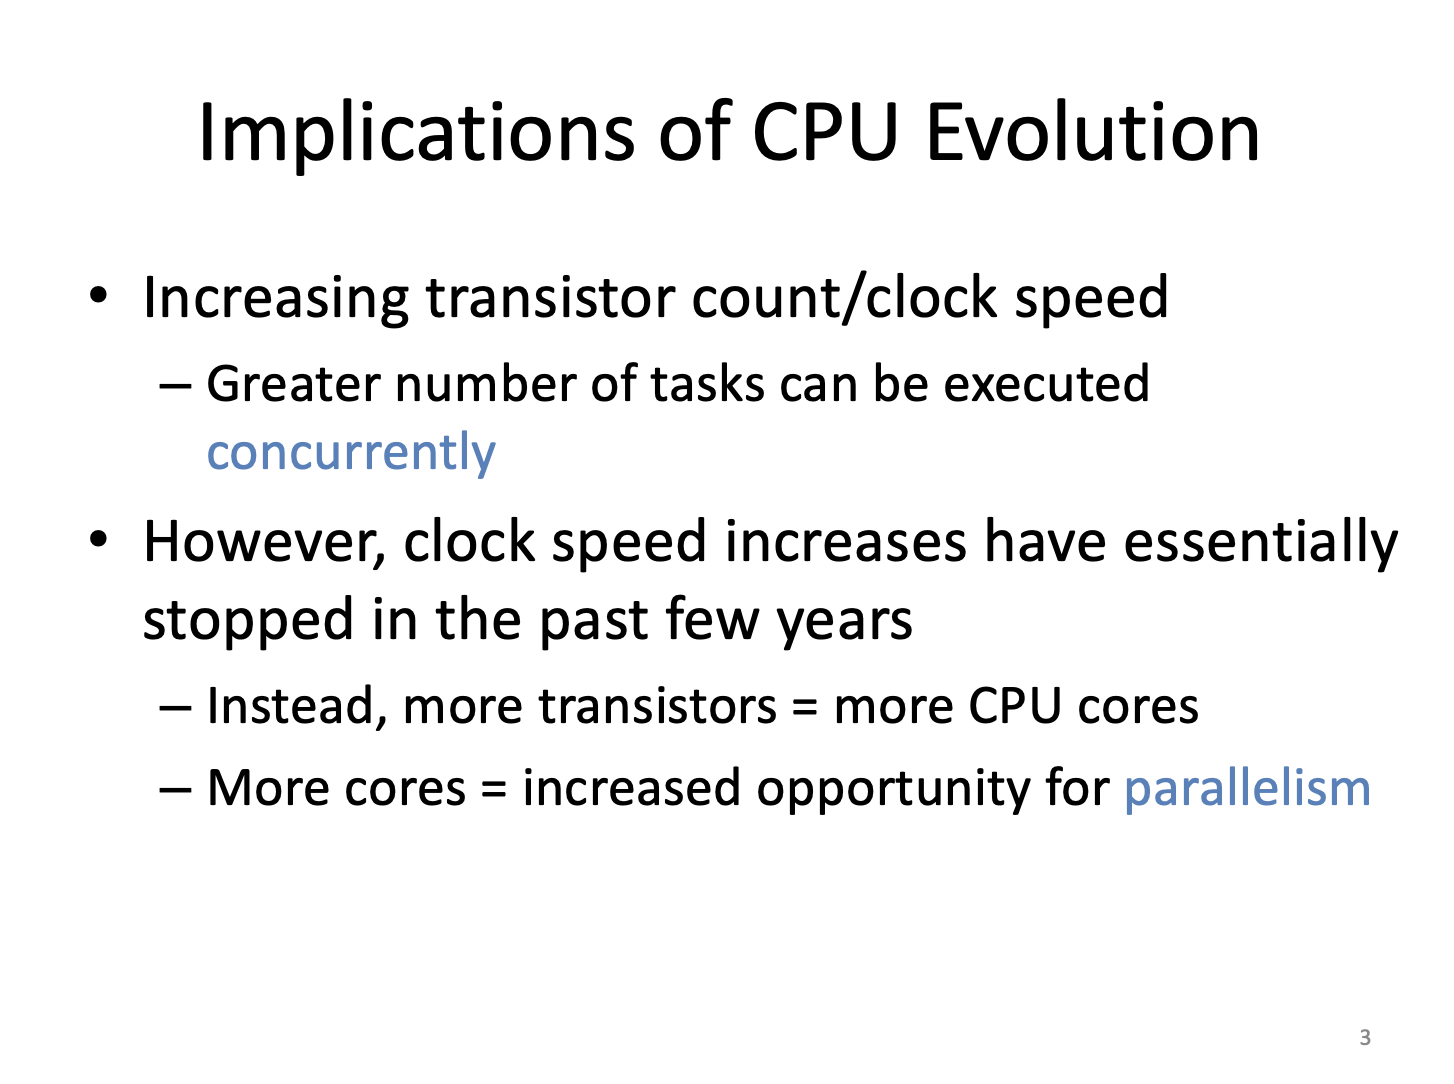 Implications of CPU Evolution
• Increasing transistor count/clock speed
– Greater number of tasks can be executed
concurrently
• However, clock speed increases have essentially
stopped in the past few years
– Instead, more transistors = more CPU cores
– More cores = increased opportunity for parallelism
3